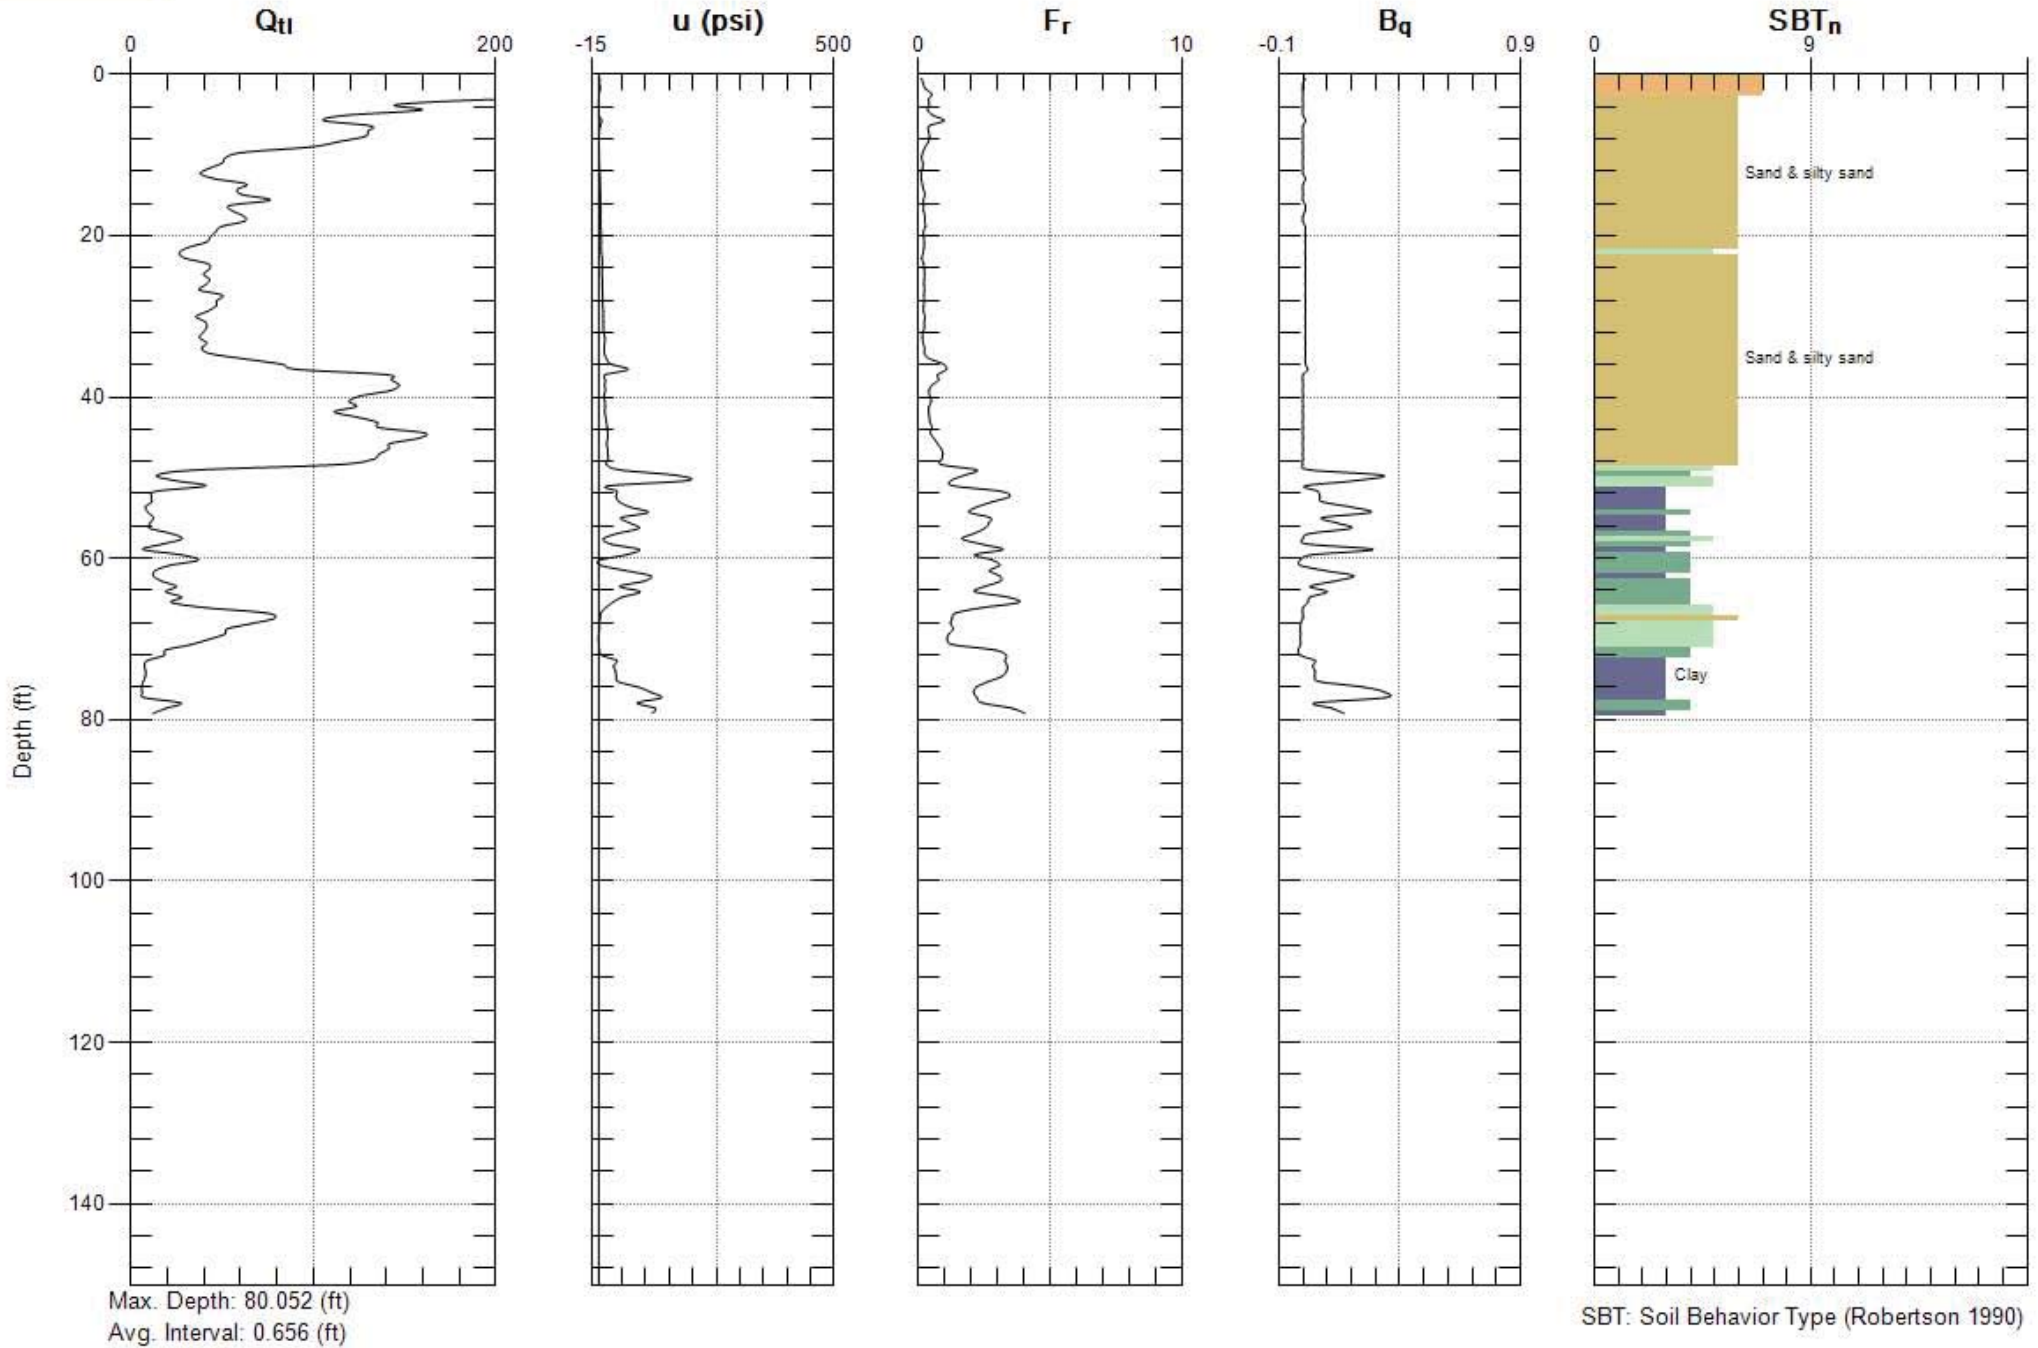 Qtl
u (psi)
Fr
Bq
SBTn
0 200
-15 500
0 10
-0.1 0.9
0 9
0
20
40
60
80
100
120
140
Depth (ft)
Sand & silty sand
Sand & silty sand
Clay
Max. Depth: 80.052 (ft)
Avg. Interval: 0.656 (ft)
SBT: Soil Behavior Type (Robertson 1990)